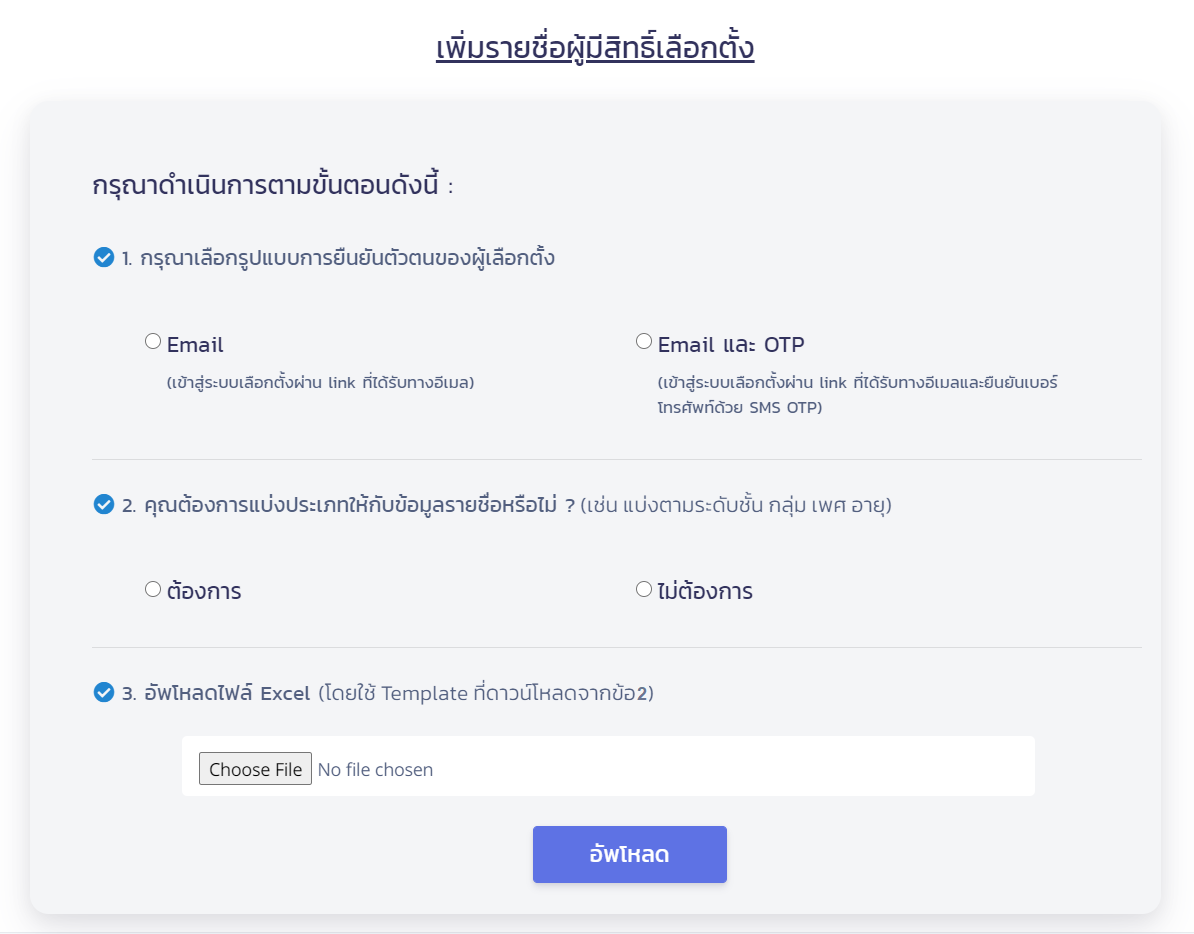 เพิ่มรายชื่อผู้มีสิทธิ์เลือกตั้ง
กรุณาดำเนินการตามขั้นตอนดังนี้ :
1. กรุณาเลือกรูปแบบการยืนยันตัวตนของผู้เลือกตั้ง
Email
(เข้าสู่ระบบเลือกตั้งผ่าน link ที่ได้รับทางอีเมล)
Email และ OTP
(เข้าสู่ระบบเลือกตั้งผ่าน link ที่ได้รับทางอีเมลและยืนยันเบอร์
โทรศัพท์ด้วย SMS OTP)
2. คุณต้องการแบ่งประเภทให้กับข้อมูลรายชื่อหรือไม่ ? (เช่น แบ่งตามระดับชั้น กลุ่ม เพศ อายุ)
ต้องการ
ไม่ต้องการ
3. อัพโหลดไฟล์ Excel (โดยใช้ Template ที่ดาวน์โหลดจากข้อ2)
Choose File No file chosen
อัพโหลด